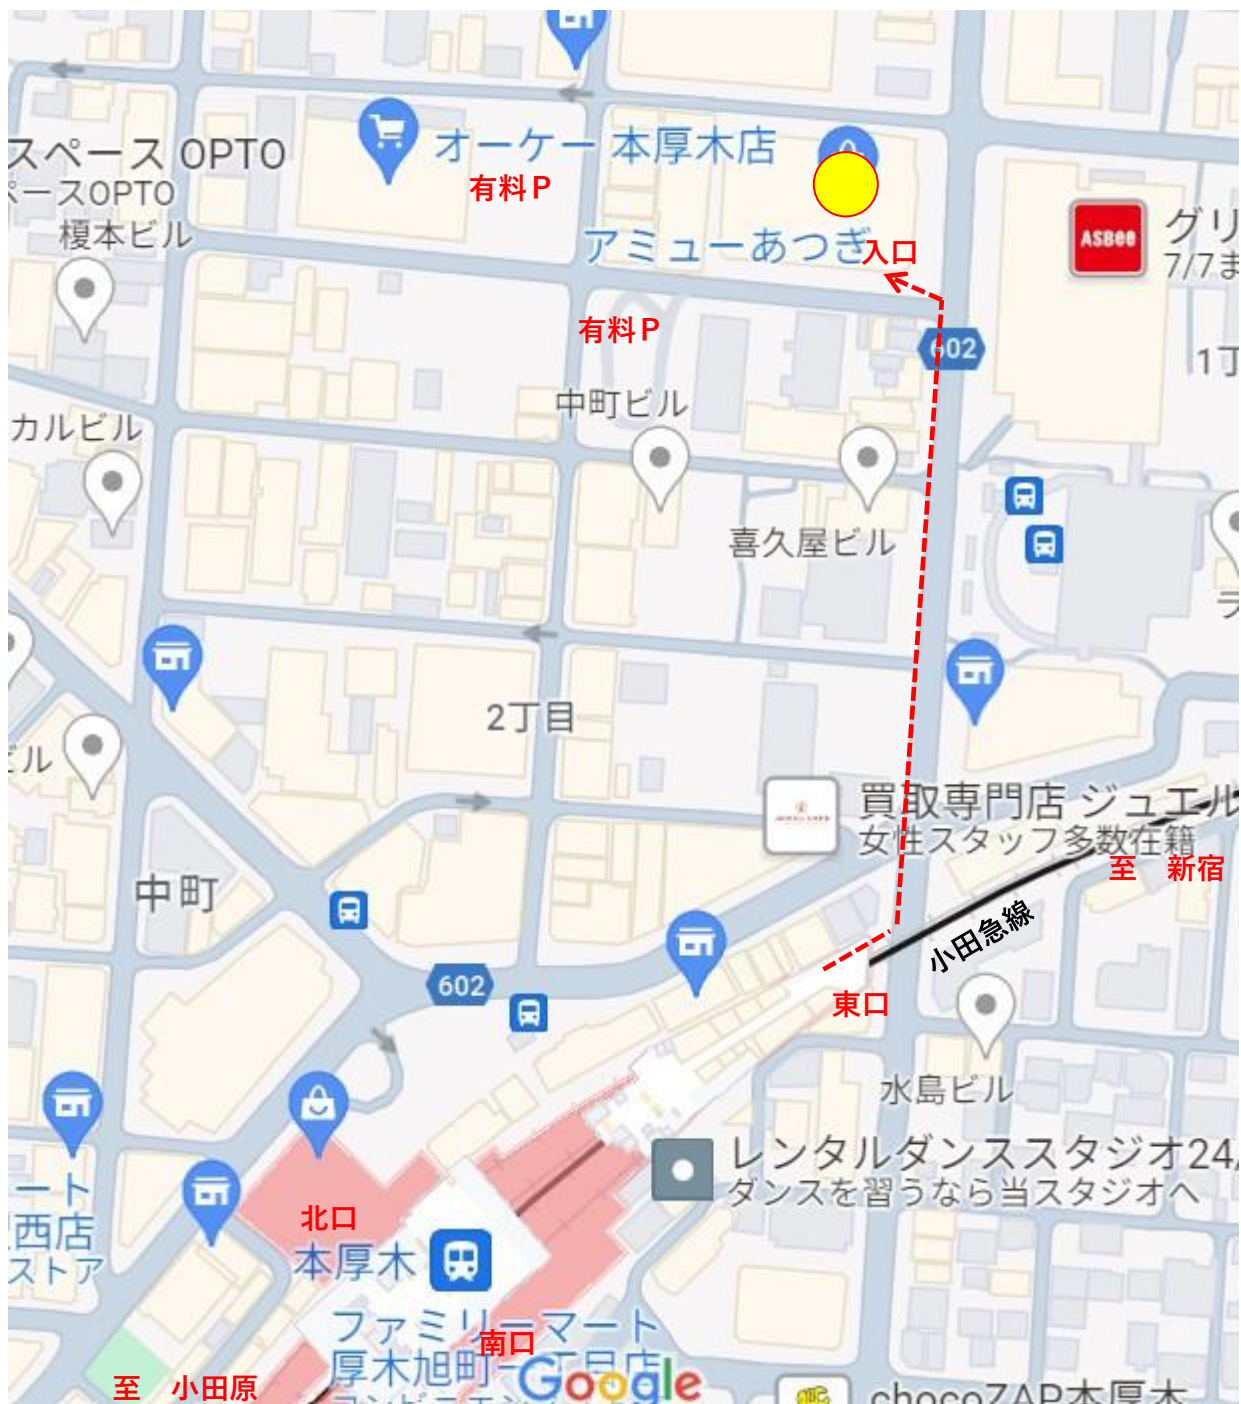 スペース OPTO
ペースOPTO
榎本ビル
オーケー 本厚木店
有料P
アミューあつぎ
入口
ASBee
グリ
7/7ま
有料P
602
1丁
中町ビル
カルビル
喜久屋ビル
ラ
2丁目
ビル
買取専門店 ジュエル
女性スタッフ多数在籍
至 新宿
小田急線
中町
602
東口
水島ビル
レンタルダンススタジオ24/
ダンスを習うなら当スタジオへ
ート
西店
ストア
北口
本厚木
ファミリーマート
厚木旭町一丁目店
南口
至 小田原
Google
chocoZAP本厚木